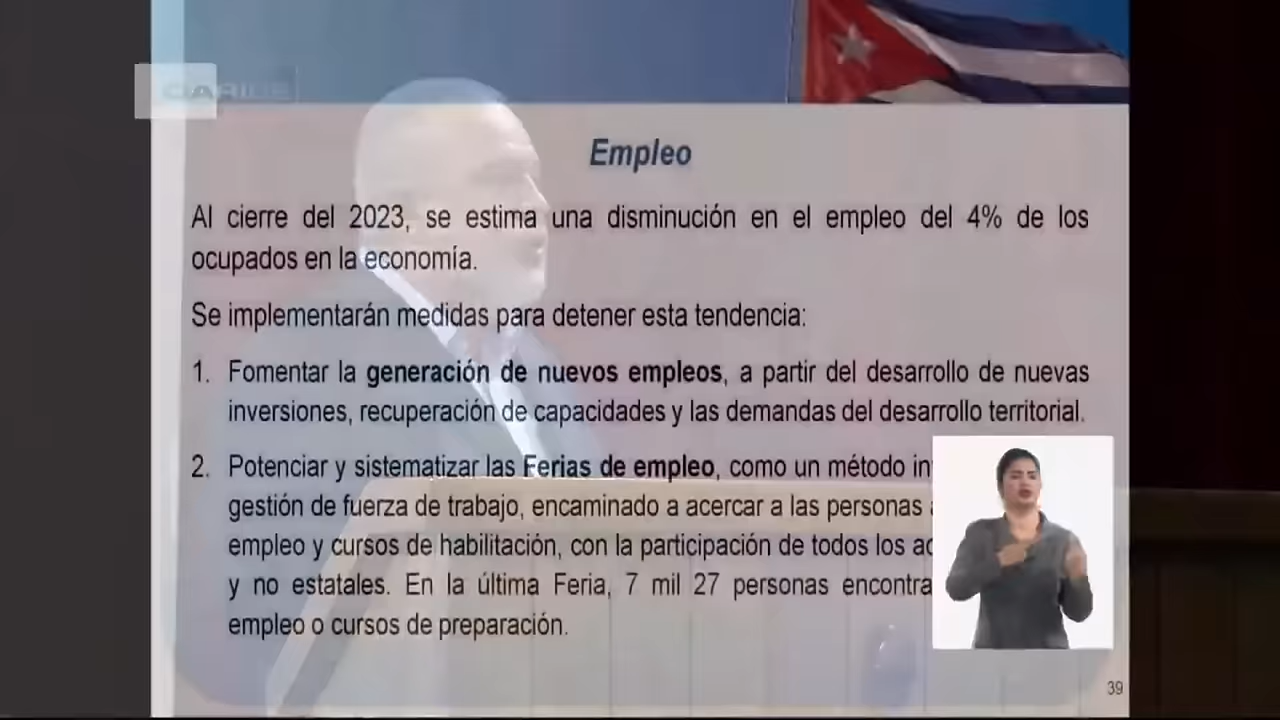 CARIBE
Empleo
Al cierre del 2023, se estima una disminución en el empleo del 4% de los
ocupados en la economía.
Se implementarán medidas para detener esta tendencia:
1. Fomentar la generación de nuevos empleos, a partir del desarrollo de nuevas
inversiones, recuperación de capacidades y las demandas del desarrollo territorial.
2. Potenciar y sistematizar las Ferias de empleo, como un método
gestión de fuerza de trabajo, encaminado a acercar a las personas
empleo y cursos de habilitación, con la participación de todos los
y no estatales. En la última Feria, 7 mil 27 personas
empleo o cursos de preparación.
39